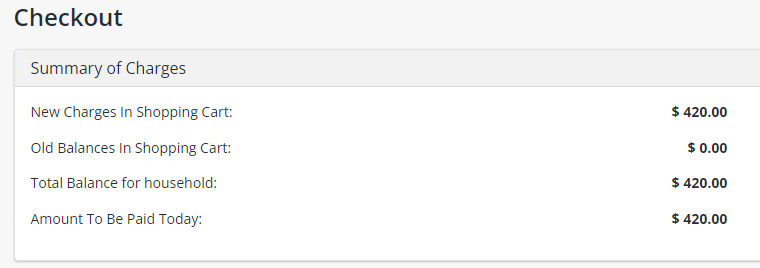 Checkout
Summary of Charges
New Charges In Shopping Cart: $ 420.00
Old Balances In Shopping Cart: $ 0.00
Total Balance for household: $ 420.00
Amount To Be Paid Today: $ 420.00